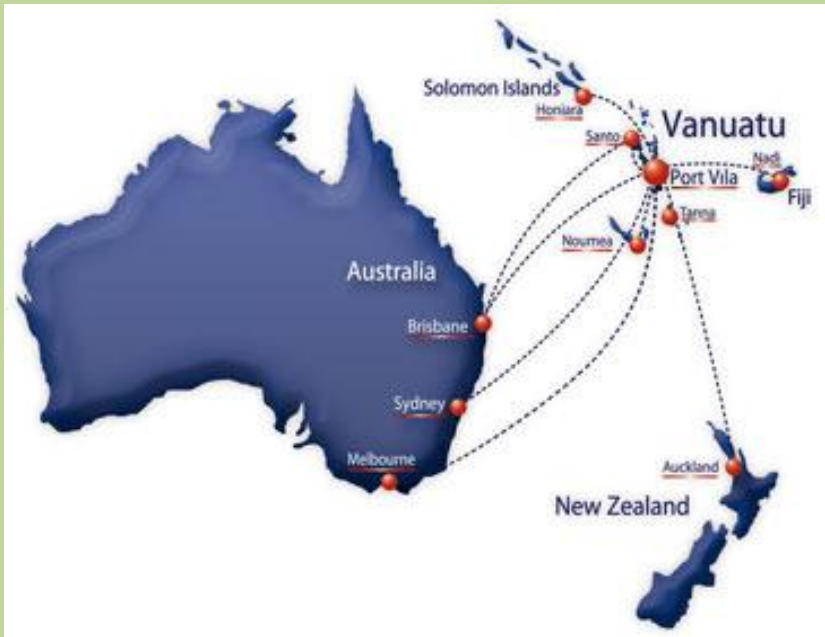 Solomon Islands
Honiara
Santo
Vanuatu
Nadi
Port Vila
Fiji
Tanna
Noumea
Australia
Brisbane
Sydney
Melbourne
Auckland
New Zealand